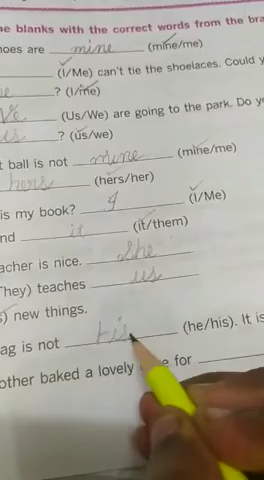 e blanks with the correct words from the bra
oes are mine (mine/me)
(I/Me) can't tie the shoelaces. Could y
? (I/me)
(Us/We) are going to the park. Do yo
us ? (us/we)
t ball is not mine (mine/me)
hers (hers/her)
is my book? I (I/Me)
nd it (it/them)
acher is nice. She
They) teaches us
) new things.
ag is not his (he/his). It is
other baked a lovely for